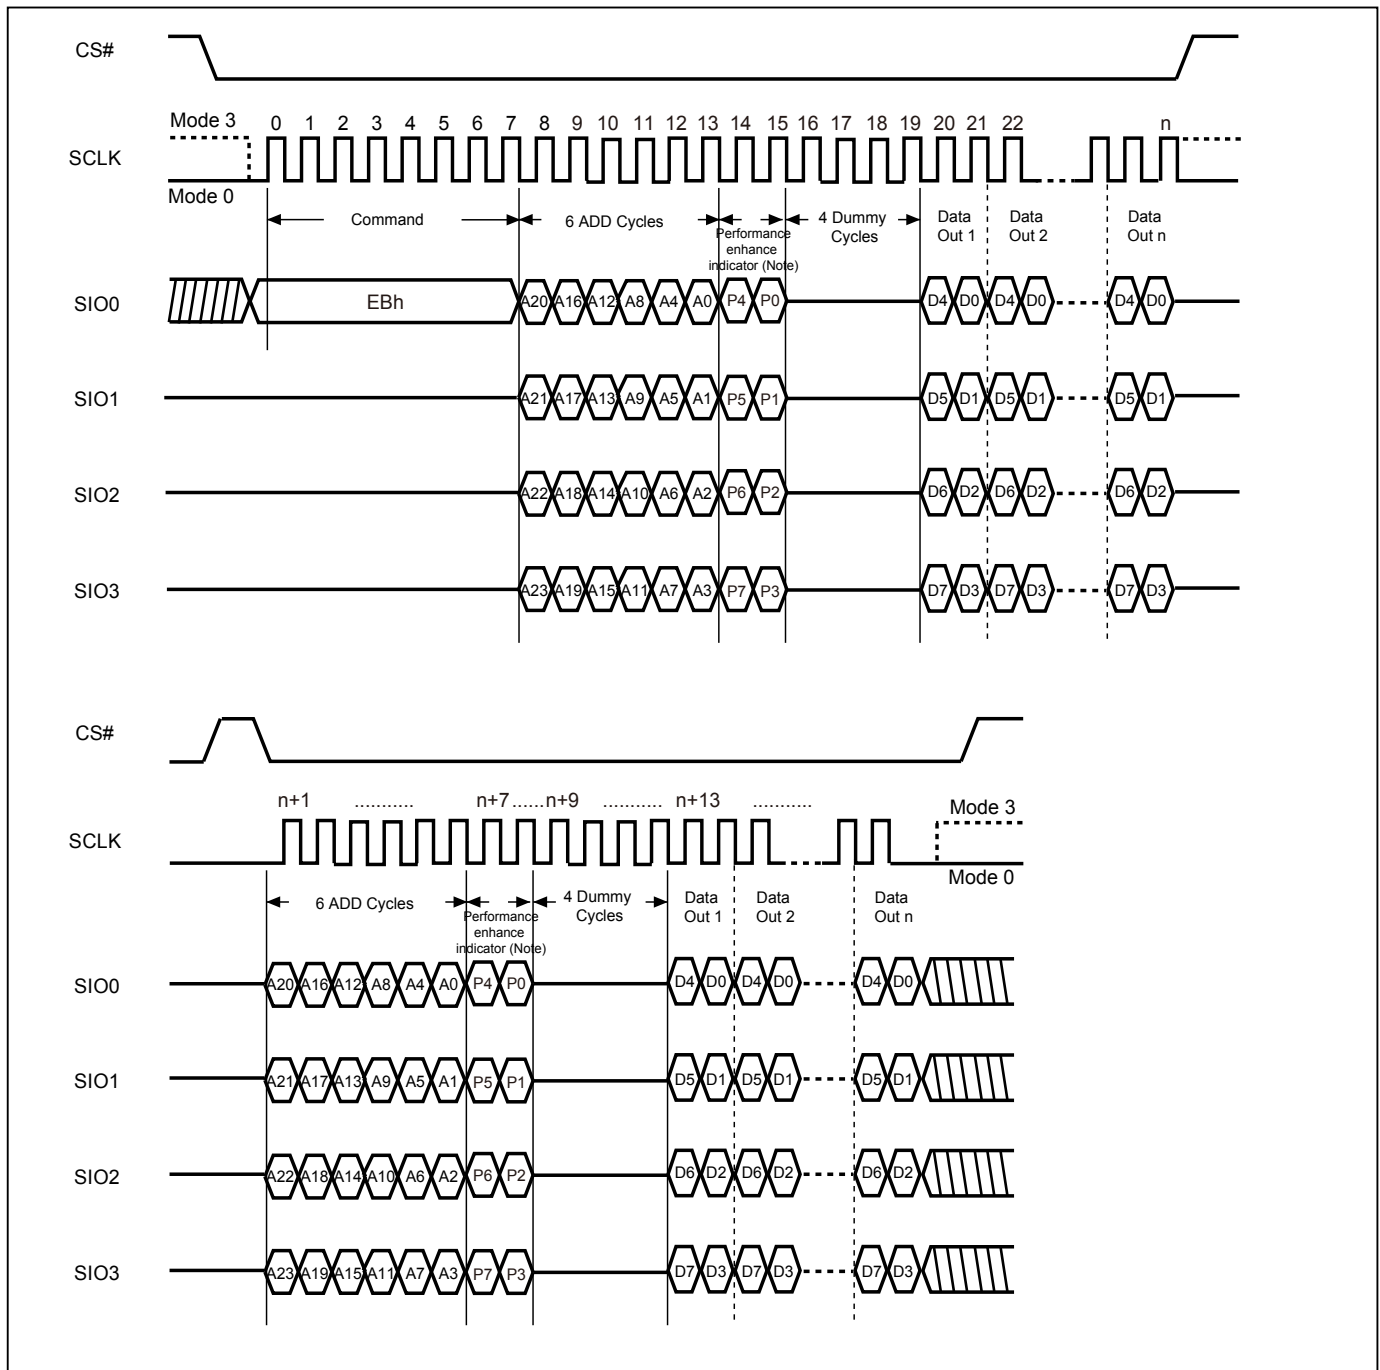 CS#
Mode 3
0 1 2 3 4 5 6 7 8 9 10 11 12 13 14 15 16 17 18 19 20 21 22 n
SCLK
Mode 0
Command 6 ADD Cycles 4 Dummy Data Data Data
Cycles Out 1 Out 2 Out n
Performance
enhance
indicator (Note)
SIO0 EBh A20 A16 A12 A8 A4 A0 P4 P0 D4 D0 D4 D0 D4 D0
SIO1 A21 A17 A13 A9 A5 A1 P5 P1 D5 D1 D5 D1 D5 D1
SIO2 A22 A18 A14 A10 A6 A2 P6 P2 D6 D2 D6 D2 D6 D2
SIO3 A23 A19 A15 A11 A7 A3 P7 P3 D7 D3 D7 D3 D7 D3
CS#
n+1 ........... n+7 ...... n+9 ........... n+13 ...........
Mode 3
SCLK
Mode 0
6 ADD Cycles 4 Dummy Data Data Data
Cycles Out 1 Out 2 Out n
Performance
enhance
indicator (Note)
SIO0 A20 A16 A12 A8 A4 A0 P4 P0 D4 D0 D4 D0 D4 D0
SIO1 A21 A17 A13 A9 A5 A1 P5 P1 D5 D1 D5 D1 D5 D1
SIO2 A22 A18 A14 A10 A6 A2 P6 P2 D6 D2 D6 D2 D6 D2
SIO3 A23 A19 A15 A11 A7 A3 P7 P3 D7 D3 D7 D3 D7 D3